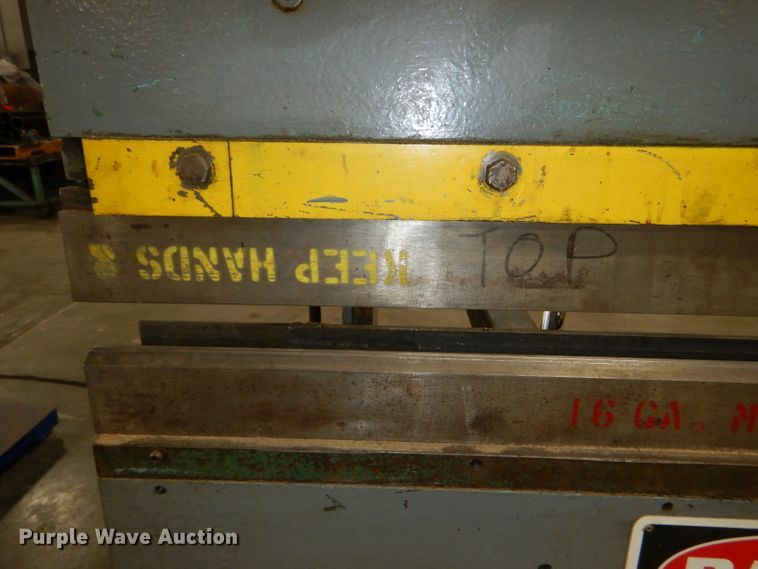 TOP
KEEP HANDS &
16 GA. M
Purple Wave Auction